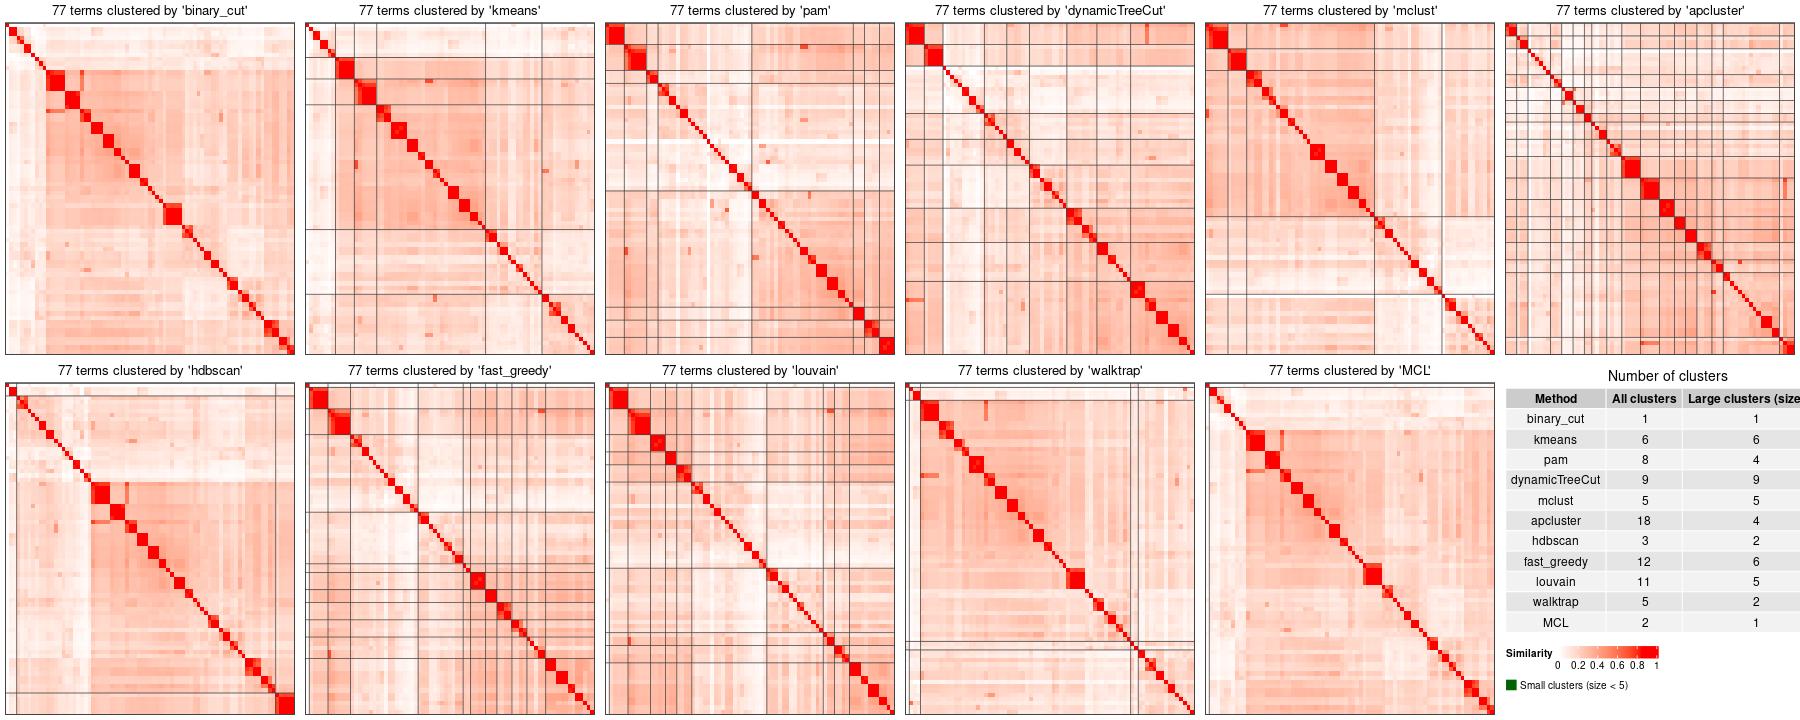 77 terms clustered by 'binary_cut'
77 terms clustered by 'kmeans'
77 terms clustered by 'pam'
77 terms clustered by 'dynamicTreeCut'
77 terms clustered by 'mclust'
77 terms clustered by 'apcluster'
77 terms clustered by 'hdbscan'
77 terms clustered by 'fast_greedy'
77 terms clustered by 'louvain'
77 terms clustered by 'walktrap'
77 terms clustered by 'MCL'
Number of clusters
Method All clusters Large clusters (size
binary_cut 1 1
kmeans 6 6
pam 8 4
dynamicTreeCut 9 9
mclust 5 5
apcluster 18 4
hdbscan 3 2
fast_greedy 12 6
louvain 11 5
walktrap 5 2
MCL 2 1
Similarity
0 0.2 0.4 0.6 0.8 1
Small clusters (size < 5)